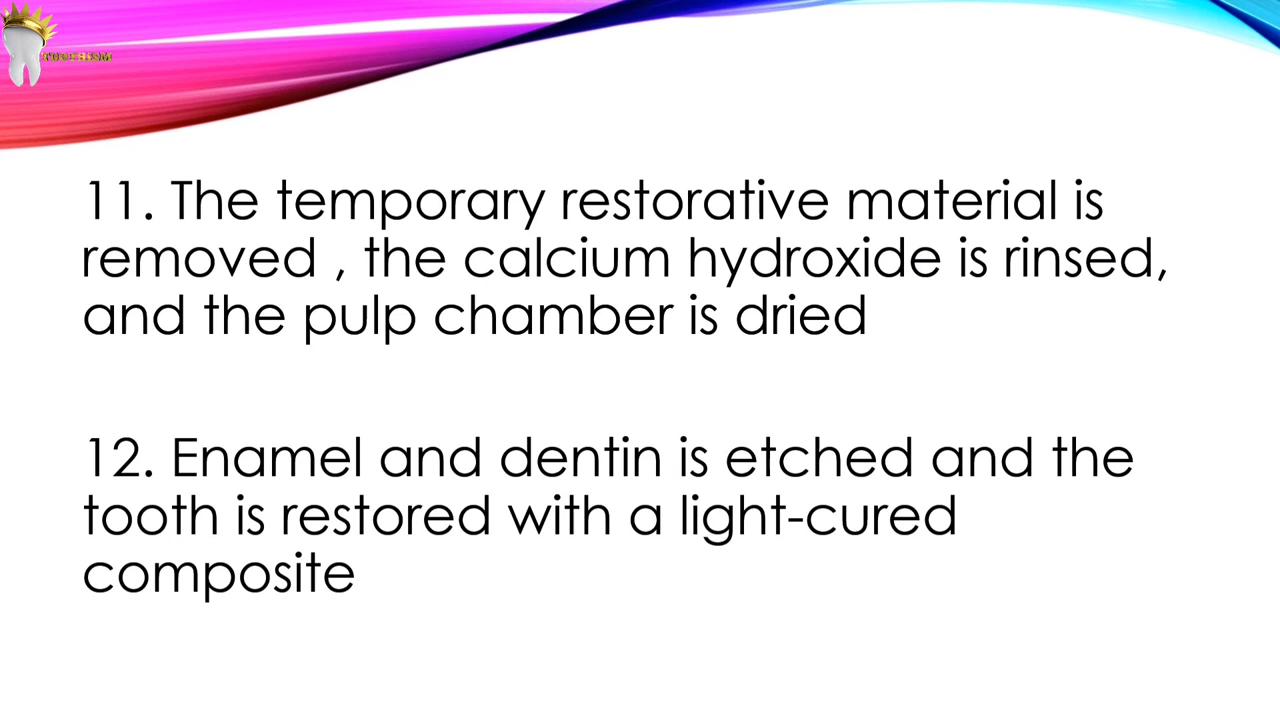 TOOTHISM
11. The temporary restorative material is
removed , the calcium hydroxide is rinsed,
and the pulp chamber is dried
12. Enamel and dentin is etched and the
tooth is restored with a light-cured
composite